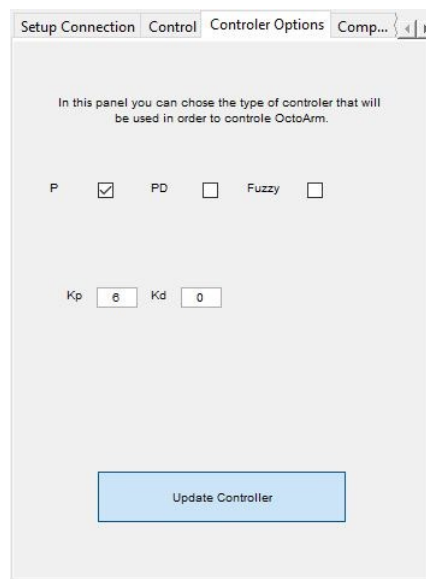 Setup Connection Control Controler Options Comp...
In this panel you can chose the type of controler that will
be used in order to controle OctoArm.
P PD Fuzzy
Kp 6 Kd 0
Update Controller